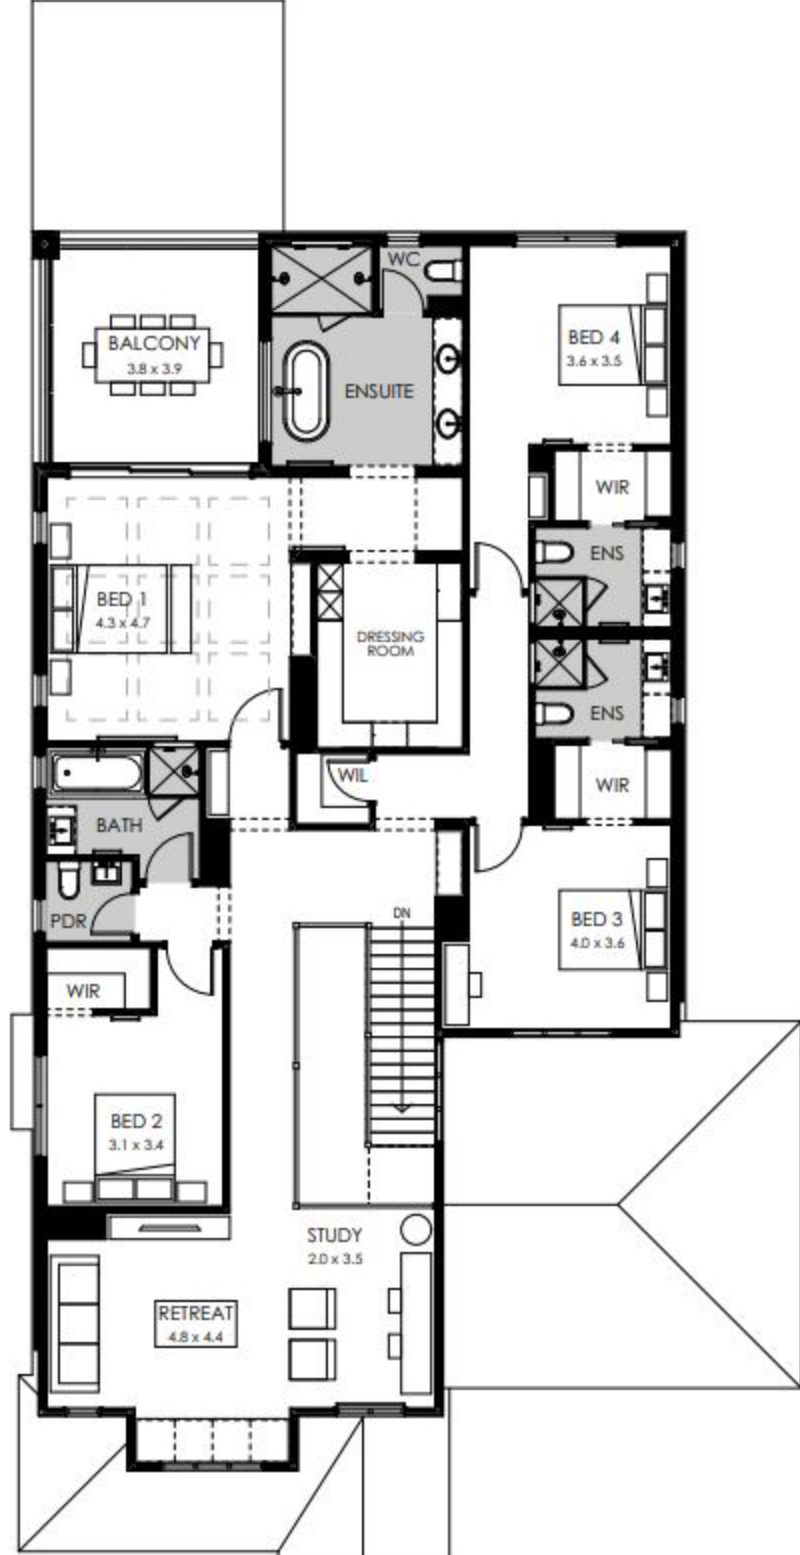 WC
BALCONY
3.8 x 3.9
BED 4
3.6 x 3.5
ENSUITE
WIR
ENS
BED 1
4.3 x 4.7
DRESSING
ROOM
ENS
WIL
WIR
BATH
PDR
DN
BED 3
4.0 x 3.6
WIR
BED 2
3.1 x 3.4
STUDY
2.0 x 3.5
RETREAT
4.8 x 4.4